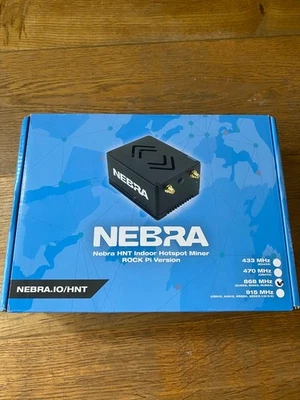 NEBRA
NEBRA
Nebra HNT Indoor Hotspot Miner
ROCK Pi Version
433 MHz
470 MHz
868 MHz
915 MHz
NEBRA.IO/HNT